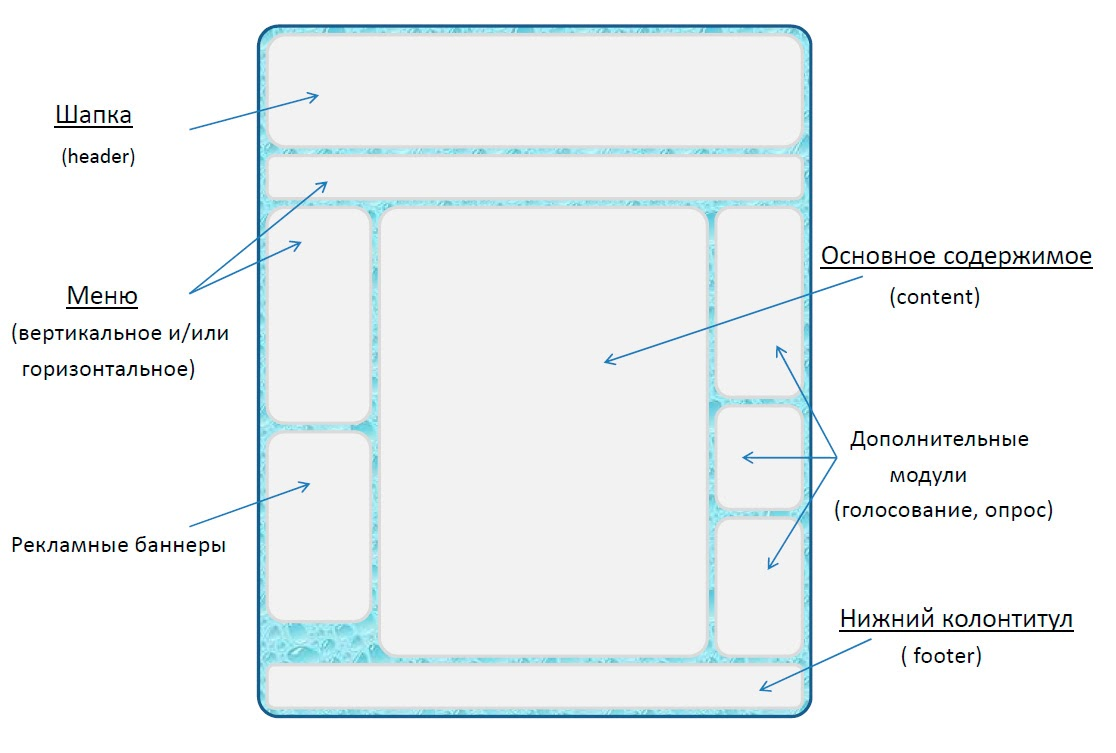 Шапка
(header)
Меню
(вертикальное и/или
горизонтальное)
Рекламные баннеры
Основное содержимое
(content)
Дополнительные
модули
(голосование, опрос)
Нижний колонтитул
( footer)